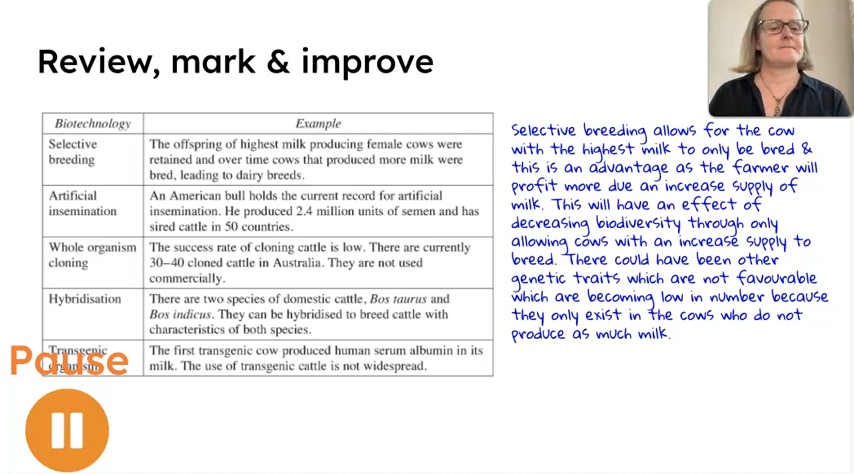 Review, mark & improve
Biotechnology Example
Selective breeding
The offspring of highest milk producing female cows were
retained and over time cows that produced more milk were
bred, leading to dairy breeds.
Artificial insemination
An American bull holds the current record for artificial
insemination. He produced 2.4 million units of semen and has
sired cattle in 50 countries.
Whole organism cloning
The success rate of cloning cattle is low. There are currently
30–40 cloned cattle in Australia. They are not used
commercially.
Hybridisation
There are two species of domestic cattle, Bos taurus and
Bos indicus. They can be hybridised to breed cattle with
characteristics of both species.
Transgenic organism
The first transgenic cow produced human serum albumin in its
milk. The use of transgenic cattle is not widespread.
Selective breeding allows for the cow
with the highest milk to only be bred &
this is an advantage as the farmer will
profit more due an increase supply of
milk. This will have an effect of
decreasing biodiversity through only
allowing cows with an increase supply to
breed. There could have been other
genetic traits which are not favourable
which are becoming low in number because
they only exist in the cows who do not
produce as much milk.
Pause